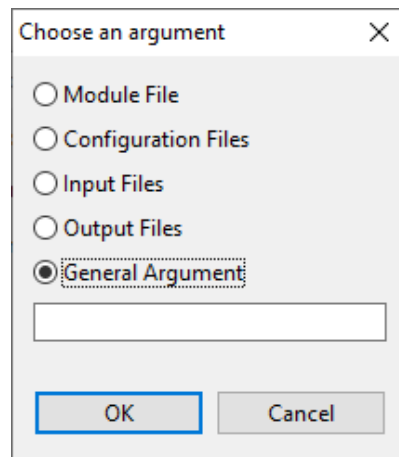 Choose an argument
Module File
Configuration Files
Input Files
Output Files
General Argument
OK Cancel